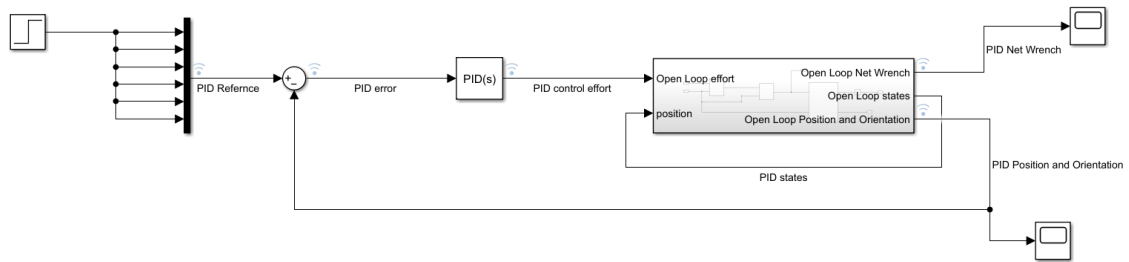 PID Net Wrench
PID Refernce
+
−
PID error
PID(s)
PID control effort
Open Loop effort
position
Open Loop Net Wrench
Open Loop states
Open Loop Position and Orientation
PID states
PID Position and Orientation